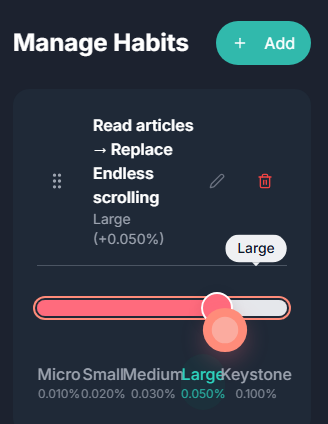 Manage Habits
+ Add
Read articles
→ Replace
Endless
scrolling
Large
(+0.050%)
Large
Micro Small Medium Large Keystone
0.010% 0.020% 0.030% 0.050% 0.100%